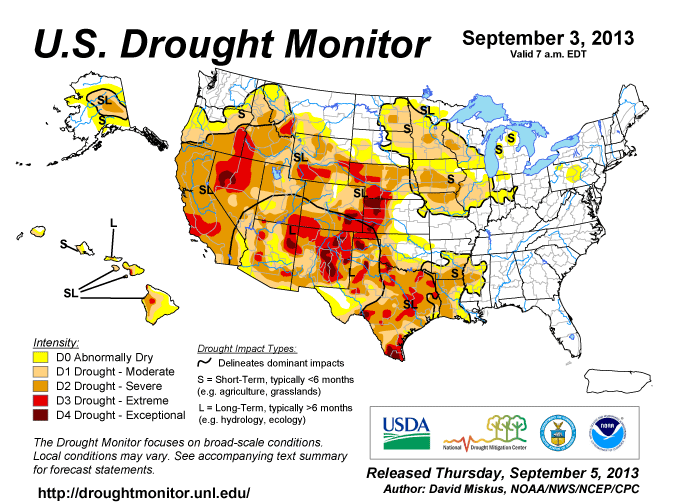 U.S. Drought Monitor
September 3, 2013
Valid 7 a.m. EDT
SL
S
S
SL
S
SL
S
S
SL
SL
S
SL
L
S
SL
L
S
L
SL
Intensity:
D0 Abnormally Dry
D1 Drought - Moderate
D2 Drought - Severe
D3 Drought - Extreme
D4 Drought - Exceptional
Drought Impact Types:
Delineates dominant impacts
S = Short-Term, typically <6 months
(e.g. agriculture, grasslands)
L = Long-Term, typically >6 months
(e.g. hydrology, ecology)
The Drought Monitor focuses on broad-scale conditions.
Local conditions may vary. See accompanying text summary
for forecast statements.
http://droughtmonitor.unl.edu/
USDA
National Drought Mitigation Center
NOAA
Released Thursday, September 5, 2013
Author: David Miskus, NOAA/NWS/NCEP/CPC